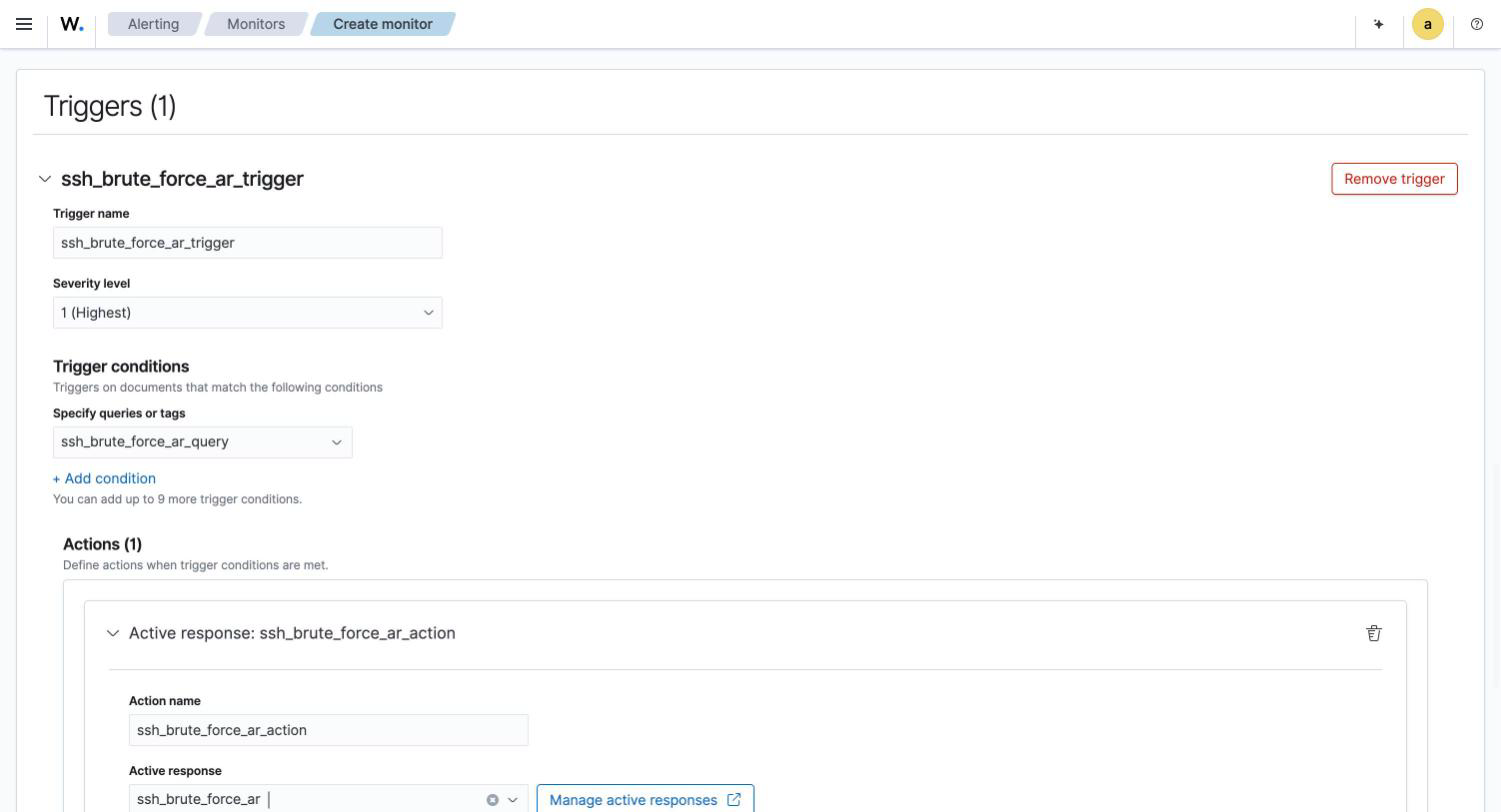 W.
Alerting
Monitors
Create monitor
a
Triggers (1)
ssh_brute_force_ar_trigger
Remove trigger
Trigger name
ssh_brute_force_ar_trigger
Severity level
1 (Highest)
Trigger conditions
Triggers on documents that match the following conditions
Specify queries or tags
ssh_brute_force_ar_query
+ Add condition
You can add up to 9 more trigger conditions.
Actions (1)
Define actions when trigger conditions are met.
Active response: ssh_brute_force_ar_action
Action name
ssh_brute_force_ar_action
Active response
ssh_brute_force_ar
Manage active responses